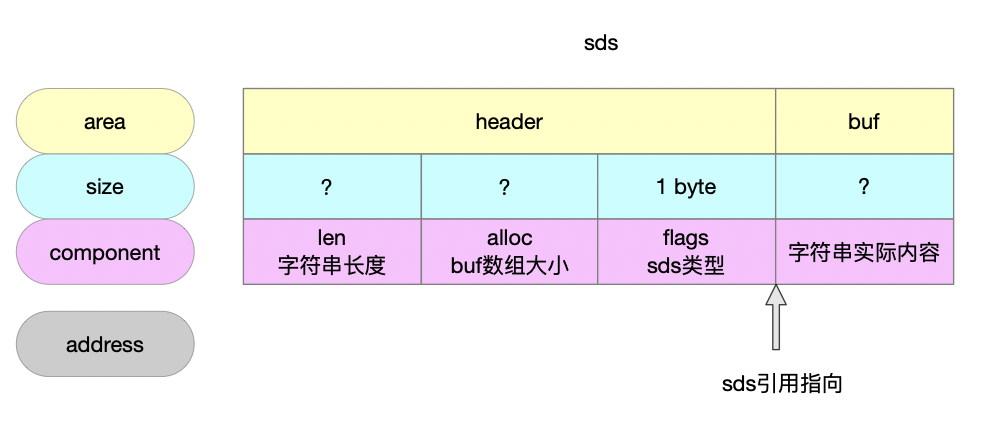 sds
area
header
buf
size
?
?
1 byte
?
component
len
字符串长度
alloc
buf数组大小
flags
sds类型
字符串实际内容
address
sds引用指向